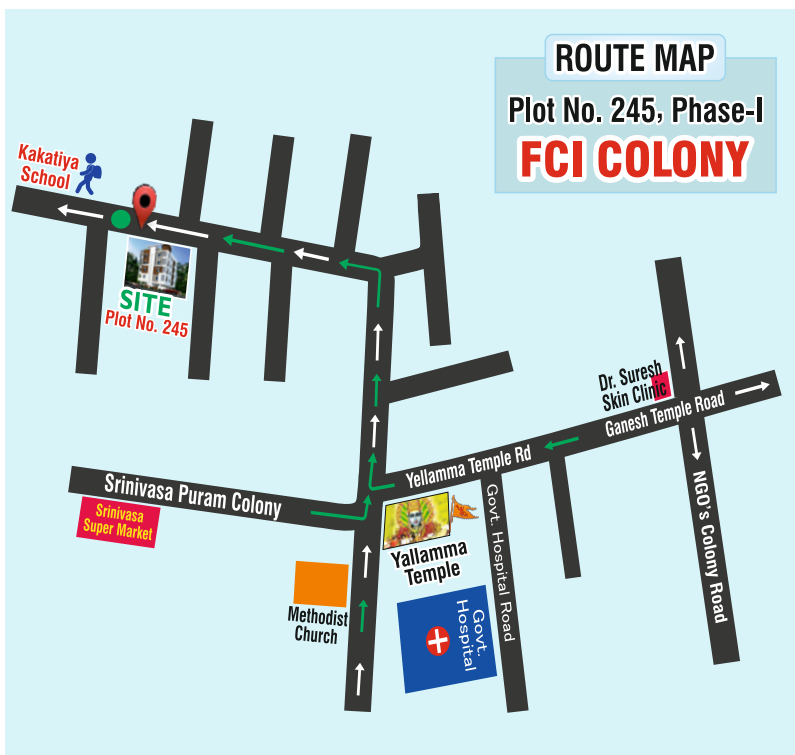 ROUTE MAP
Plot No. 245, Phase-I
FCI COLONY
Kakatiya
School
SITE
Plot No. 245
Dr. Suresh
Skin Clinic
Ganesh Temple Road
Yellamma Temple Rd
Srinivasa Puram Colony
Srinivasa
Super Market
Yallamma
Temple
Govt. Hospital Road
NGO's Colony Road
Methodist
Church
Govt.
Hospital